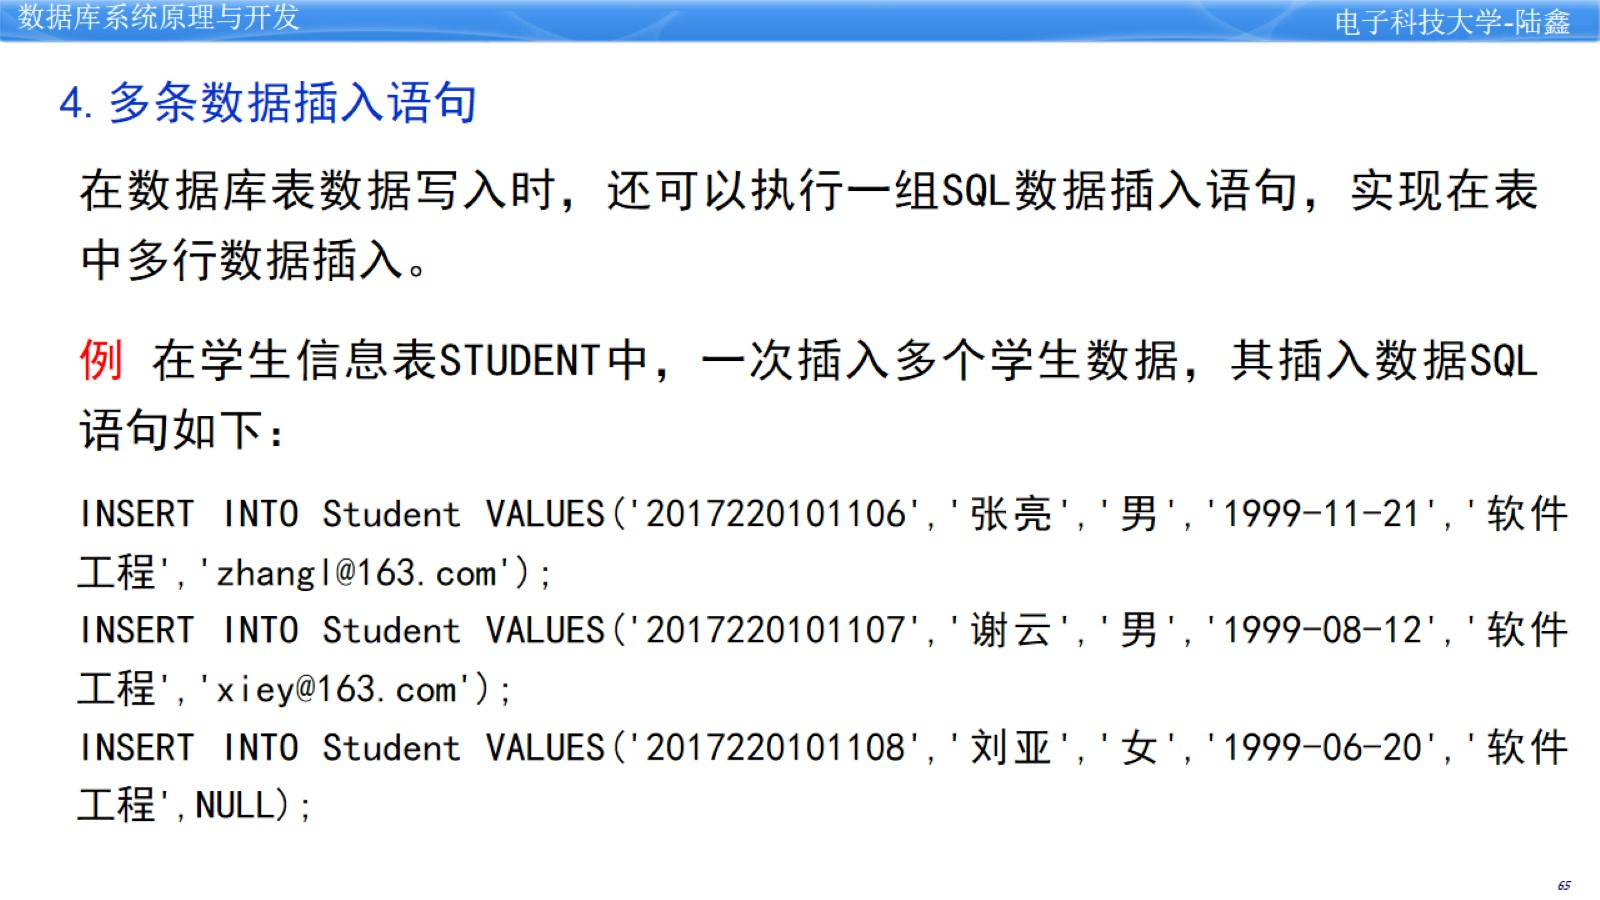 数据库系统原理与开发
电子科技大学-陆鑫
4. 多条数据插入语句
在数据库表数据写入时，还可以执行一组SQL数据插入语句，实现在表
中多行数据插入。
例 在学生信息表STUDENT中，一次插入多个学生数据，其插入数据SQL
语句如下：
INSERT INTO Student VALUES('2017220101106','张亮','男','1999-11-21','软件
工程','zhangl@163.com');
INSERT INTO Student VALUES('2017220101107','谢云','男','1999-08-12','软件
工程','xiey@163.com');
INSERT INTO Student VALUES('2017220101108','刘亚','女','1999-06-20','软件
工程',NULL);
65